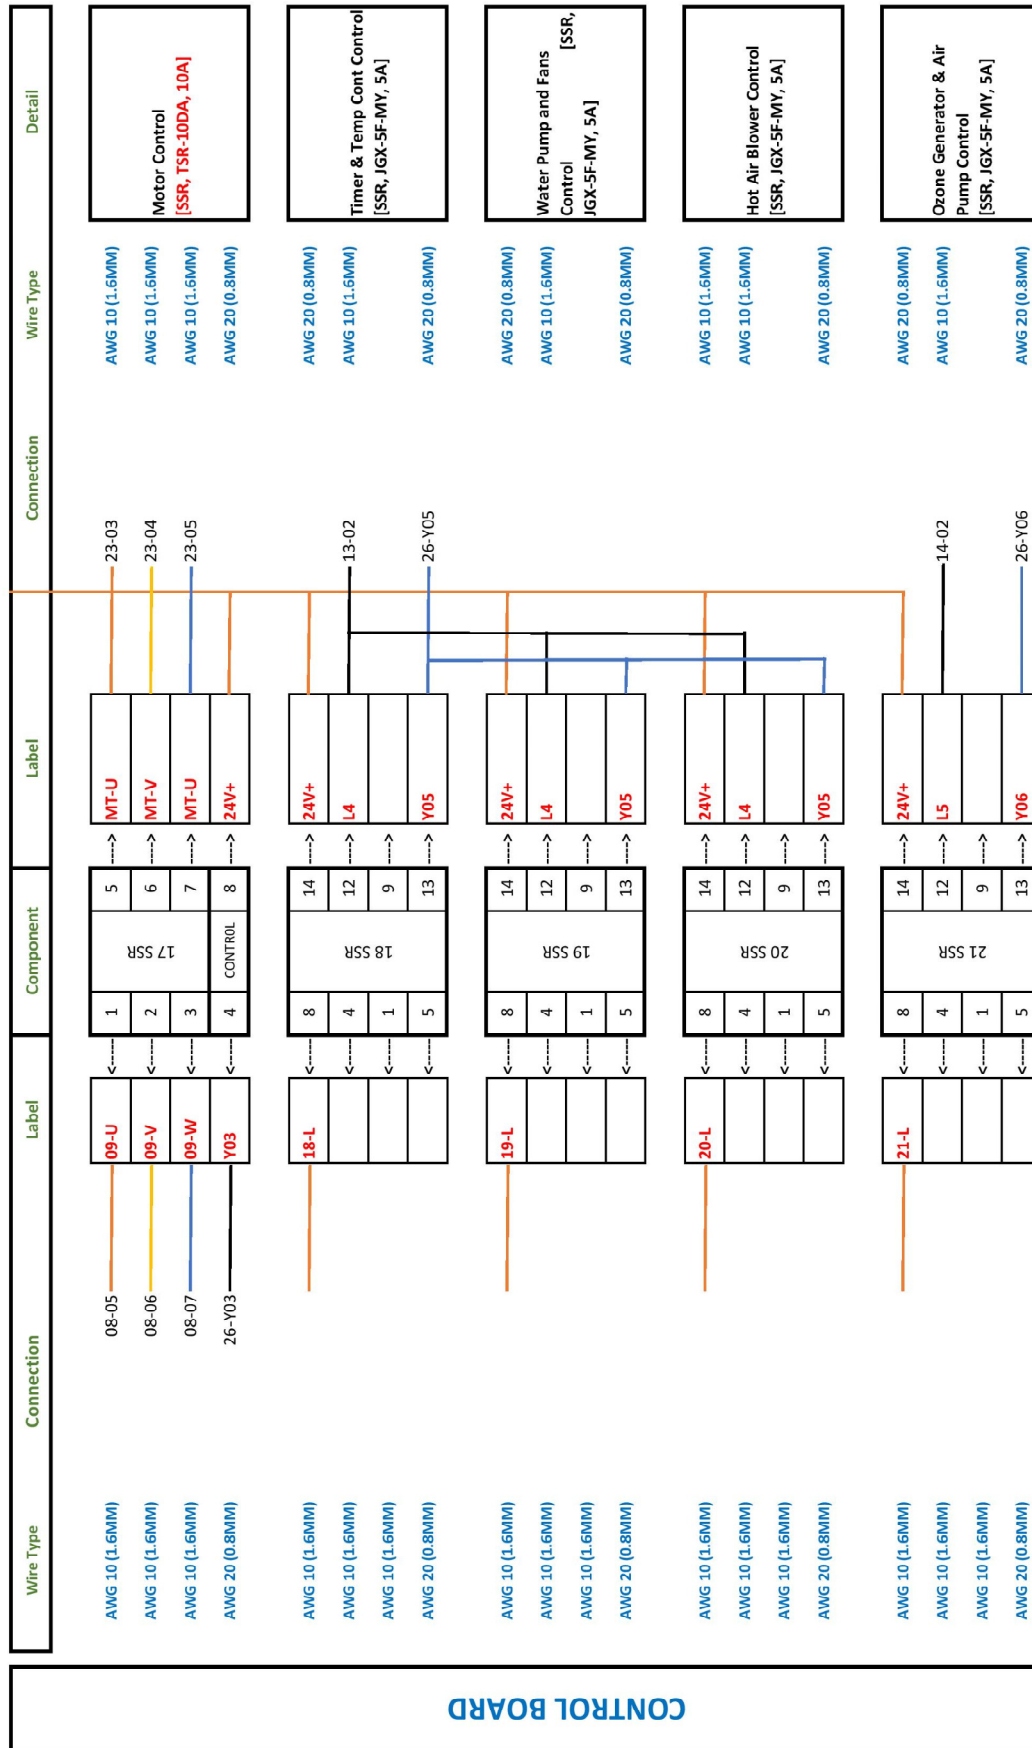 CONTROL BOARD
Wire Type Connection Label Component Label Connection Wire Type Detail
AWG 10 (1.6MM) 08-05 09-U <----- 1 5 ----> MT-U 23-03 AWG 10 (1.6MM)
AWG 10 (1.6MM) 08-06 09-V <----- 2 17 SSR 6 ----> MT-V 23-04 AWG 10 (1.6MM) Motor Control
AWG 10 (1.6MM) 08-07 09-W <----- 3 7 ----> MT-U 23-05 AWG 10 (1.6MM) [SSR, TSR-10DA, 10A]
AWG 20 (0.8MM) 26-Y03 Y03 <----- 4 CONTROL 8 ----> 24V+ AWG 20 (0.8MM)
AWG 10 (1.6MM) 18-L <----- 8 14 ----> 24V+ AWG 20 (0.8MM)
AWG 10 (1.6MM) <----- 4 18 SSR 12 ----> L4 13-02 AWG 10 (1.6MM) Timer & Temp Cont Control
AWG 10 (1.6MM) <----- 1 9 ----> [SSR, JGX-5F-MY, 5A]
AWG 20 (0.8MM) <----- 5 13 ----> Y05 26-Y05 AWG 20 (0.8MM)
AWG 10 (1.6MM) 19-L <----- 8 14 ----> 24V+ AWG 20 (0.8MM)
AWG 10 (1.6MM) <----- 4 19 SSR 12 ----> L4 AWG 10 (1.6MM) Water Pump and Fans
Control [SSR,
AWG 10 (1.6MM) <----- 1 9 ----> JGX-5F-MY, 5A]
AWG 20 (0.8MM) <----- 5 13 ----> Y05 AWG 20 (0.8MM)
AWG 10 (1.6MM) 20-L <----- 8 14 ----> 24V+ AWG 10 (1.6MM)
AWG 10 (1.6MM) <----- 4 20 SSR 12 ----> L4 AWG 10 (1.6MM) Hot Air Blower Control
AWG 10 (1.6MM) <----- 1 9 ----> [SSR, JGX-5F-MY, 5A]
AWG 20 (0.8MM) <----- 5 13 ----> Y05 AWG 20 (0.8MM)
AWG 10 (1.6MM) 21-L <----- 8 14 ----> 24V+ AWG 20 (0.8MM)
AWG 10 (1.6MM) <----- 4 21 SSR 12 ----> L5 14-02 AWG 10 (1.6MM) Ozone Generator & Air
Pump Control
AWG 10 (1.6MM) <----- 1 9 ----> [SSR, JGX-5F-MY, 5A]
AWG 20 (0.8MM) <----- 5 13 ----> Y06 26-Y06 AWG 20 (0.8MM)